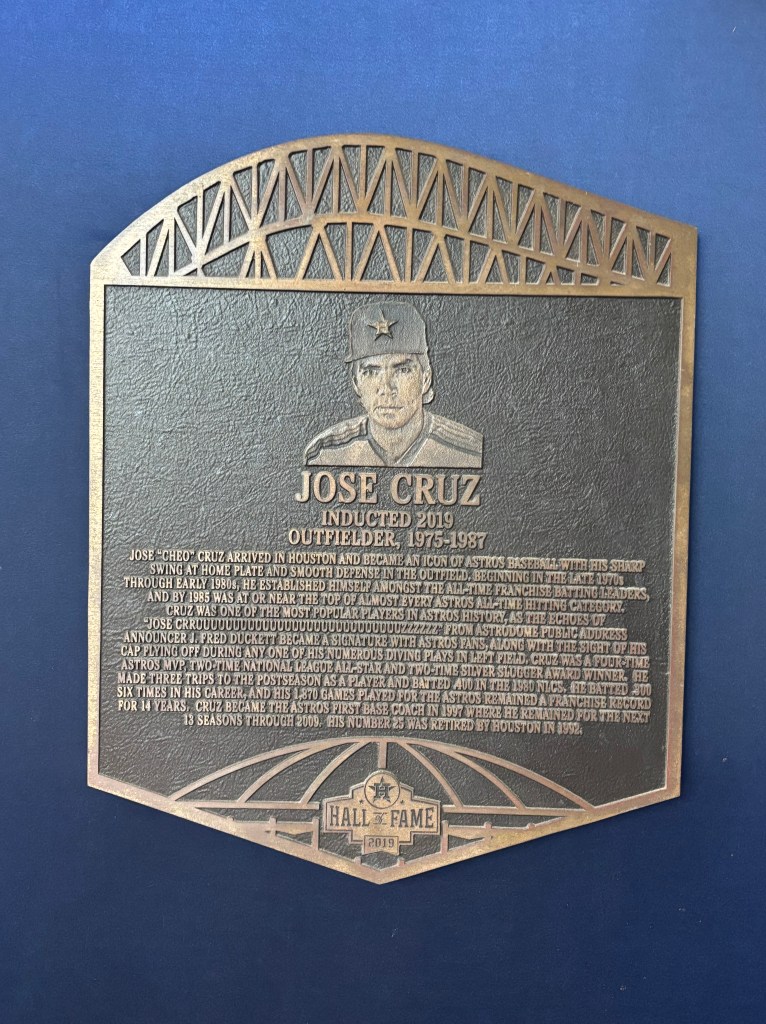 JOSE CRUZ
INDUCTED 2019
OUTFIELDER, 1975-1987
JOSE "CHEO" CRUZ ARRIVED IN HOUSTON AND BECAME AN ICON OF ASTROS BASEBALL WITH HIS SHARP
SWING AT HOME PLATE AND SMOOTH DEFENSE IN THE OUTFIELD. BEGINNING IN THE LATE 1970s
THROUGH EARLY 1980s, HE ESTABLISHED HIMSELF AMONGST THE ALL-TIME FRANCHISE BATTING LEADERS,
AND BY 1985 WAS AT OR NEAR THE TOP OF ALMOST EVERY ASTROS ALL-TIME HITTING CATEGORY.
CRUZ WAS ONE OF THE MOST POPULAR PLAYERS IN ASTROS HISTORY, AS THE ECHOES OF
"JOSE CRRUUUUUUUUUUUUUUUUUUUUUUUUUZZZZZZZ" FROM ASTRODOME PUBLIC ADDRESS
ANNOUNCER J. FRED DUCKETT BECAME A SIGNATURE WITH ASTROS FANS, ALONG WITH THE SIGHT OF HIS
CAP FLYING OFF DURING ANY ONE OF HIS NUMEROUS DIVING PLAYS IN LEFT FIELD. CRUZ WAS A FOUR-TIME
ASTROS MVP, TWO-TIME NATIONAL LEAGUE ALL-STAR AND TWO-TIME SILVER SLUGGER AWARD WINNER. HE
MADE THREE TRIPS TO THE POSTSEASON AS A PLAYER AND BATTED .400 IN THE 1980 NLCS. HE BATTED .300
SIX TIMES IN HIS CAREER, AND HIS 1,870 GAMES PLAYED FOR THE ASTROS REMAINED A FRANCHISE RECORD
FOR 14 YEARS. CRUZ BECAME THE ASTROS FIRST BASE COACH IN 1997 WHERE HE REMAINED FOR THE NEXT
13 SEASONS THROUGH 2009. HIS NUMBER 25 WAS RETIRED BY HOUSTON IN 1992.
H
HALL OF FAME
2019